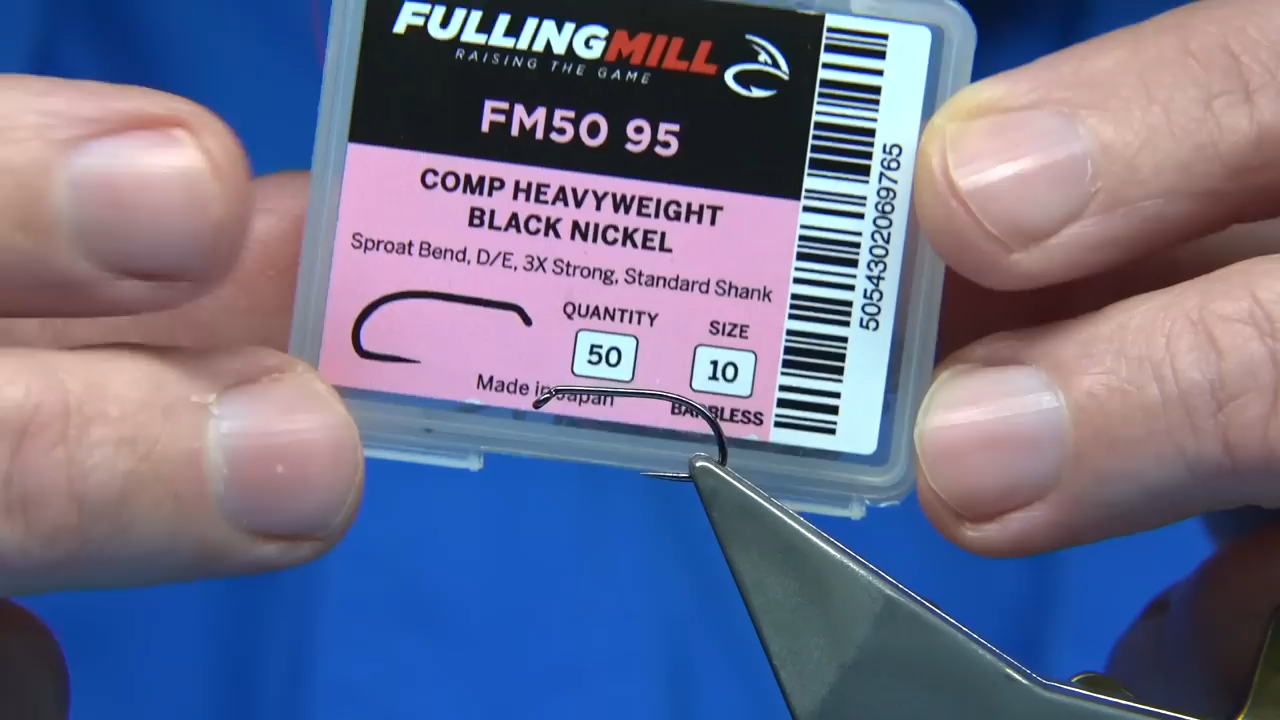 FULLINGMILL
RAISING THE GAME
FM50 95
COMP HEAVYWEIGHT
BLACK NICKEL
Sproat Bend, D/E, 3X Strong, Standard Shank
QUANTITY
50
SIZE
10
Made in Japan
BARBLESS
5054302069765